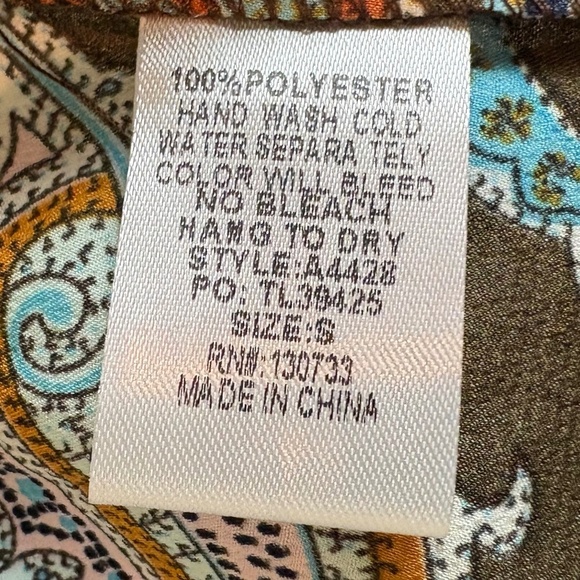 100%POLYESTER
HAND WASH COLD
WATER SEPARA TELY
COLOR WILL BLEED
NO BLEACH
HANG TO DRY
STYLE:A4428
PO: TL39425
SIZE:S
RN#:130733
MADE IN CHINA